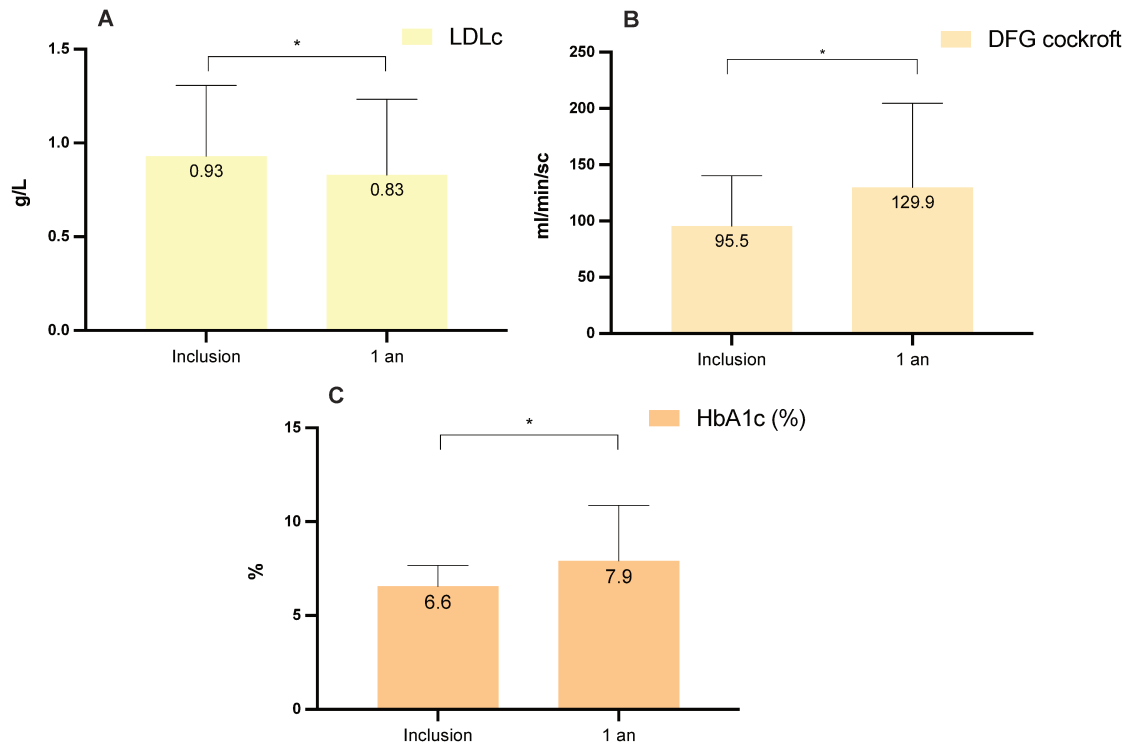 A
LDLc
*
1.5
1.0
0.5
0.0
g/L
0.93
0.83
Inclusion
1 an
B
DFG cockroft
*
250
200
150
100
50
0
ml/min/sc
95.5
129.9
Inclusion
1 an
C
HbA1c (%)
*
15
10
5
0
%
6.6
7.9
Inclusion
1 an